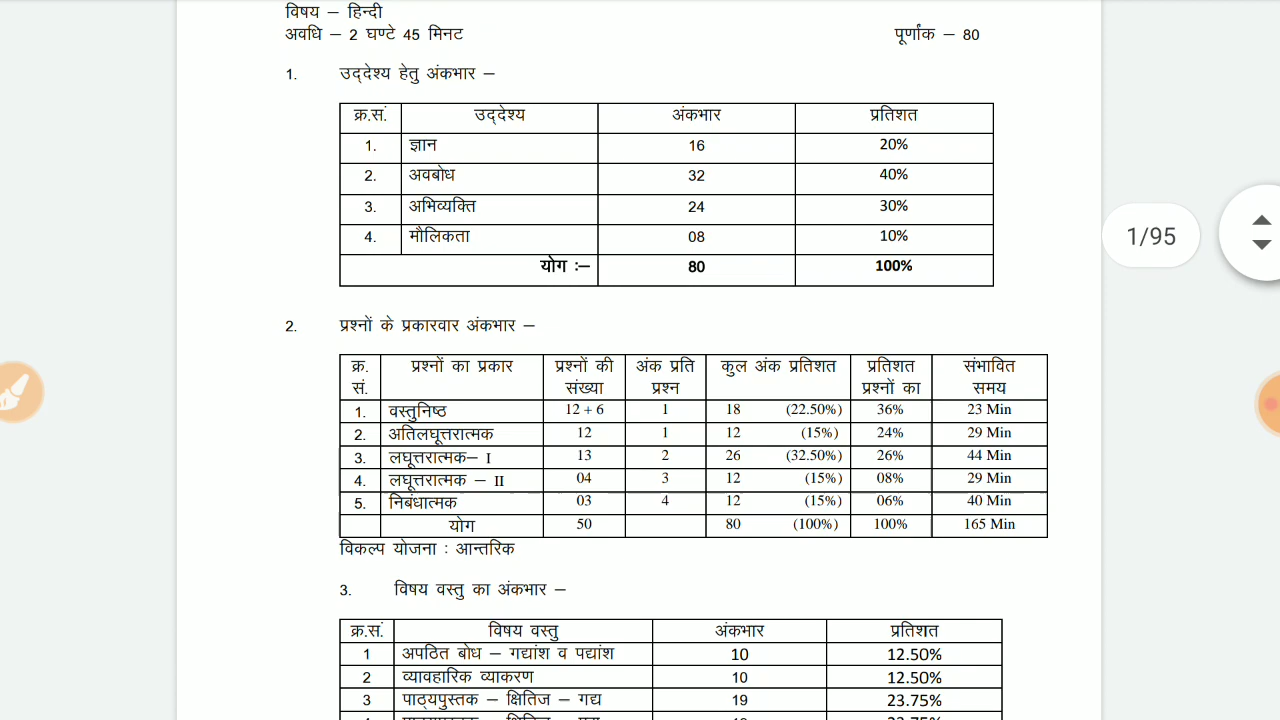 विषय – हिन्दी
अवधि – 2 घण्टे 45 मिनट पूर्णांक – 80
1. उद्देश्य हेतु अंकभार –
क्र.सं. उद्देश्य अंकभार प्रतिशत
1. ज्ञान 16 20%
2. अवबोध 32 40%
3. अभिव्यक्ति 24 30%
4. मौलिकता 08 10%
योग :– 80 100%
2. प्रश्नों के प्रकारवार अंकभार –
क्र. प्रश्नों का प्रकार प्रश्नों की अंक प्रति कुल अंक प्रतिशत प्रतिशत संभावित
सं. संख्या प्रश्न प्रश्नों का समय
1. वस्तुनिष्ठ 12 + 6 1 18 (22.50%) 36% 23 Min
2. अतिलघूत्तरात्मक 12 1 12 (15%) 24% 29 Min
3. लघूत्तरात्मक– I 13 2 26 (32.50%) 26% 44 Min
4. लघूत्तरात्मक – II 04 3 12 (15%) 08% 29 Min
5. निबंधात्मक 03 4 12 (15%) 06% 40 Min
योग 50 80 (100%) 100% 165 Min
विकल्प योजना : आन्तरिक
3. विषय वस्तु का अंकभार –
क्र.सं. विषय वस्तु अंकभार प्रतिशत
1 अपठित बोध – गद्यांश व पद्यांश 10 12.50%
2 व्यावहारिक व्याकरण 10 12.50%
3 पाठ्यपुस्तक – क्षितिज – गद्य 19 23.75%
1/95